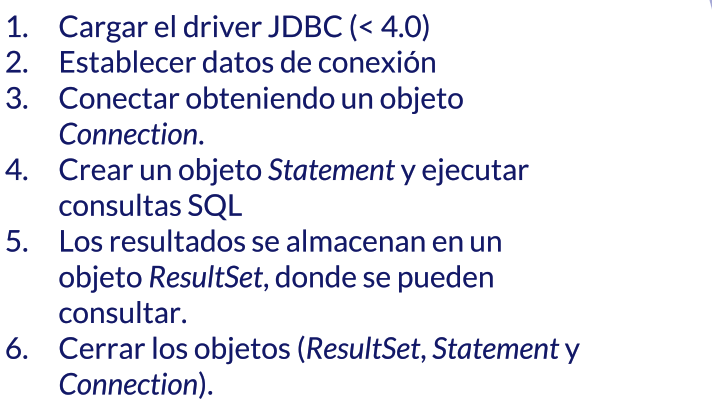 1. Cargar el driver JDBC (< 4.0)
2. Establecer datos de conexión
3. Conectar obteniendo un objeto
Connection.
4. Crear un objeto Statement y ejecutar
consultas SQL
5. Los resultados se almacenan en un
objeto ResultSet, donde se pueden
consultar.
6. Cerrar los objetos (ResultSet, Statement y
Connection).